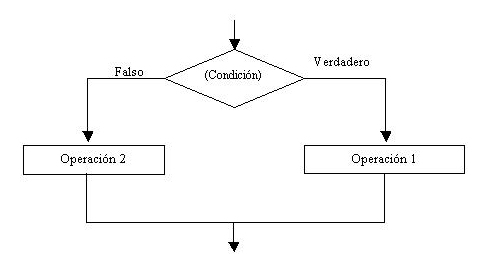 Falso
(Condición)
Verdadero
Operación 2
Operación 1